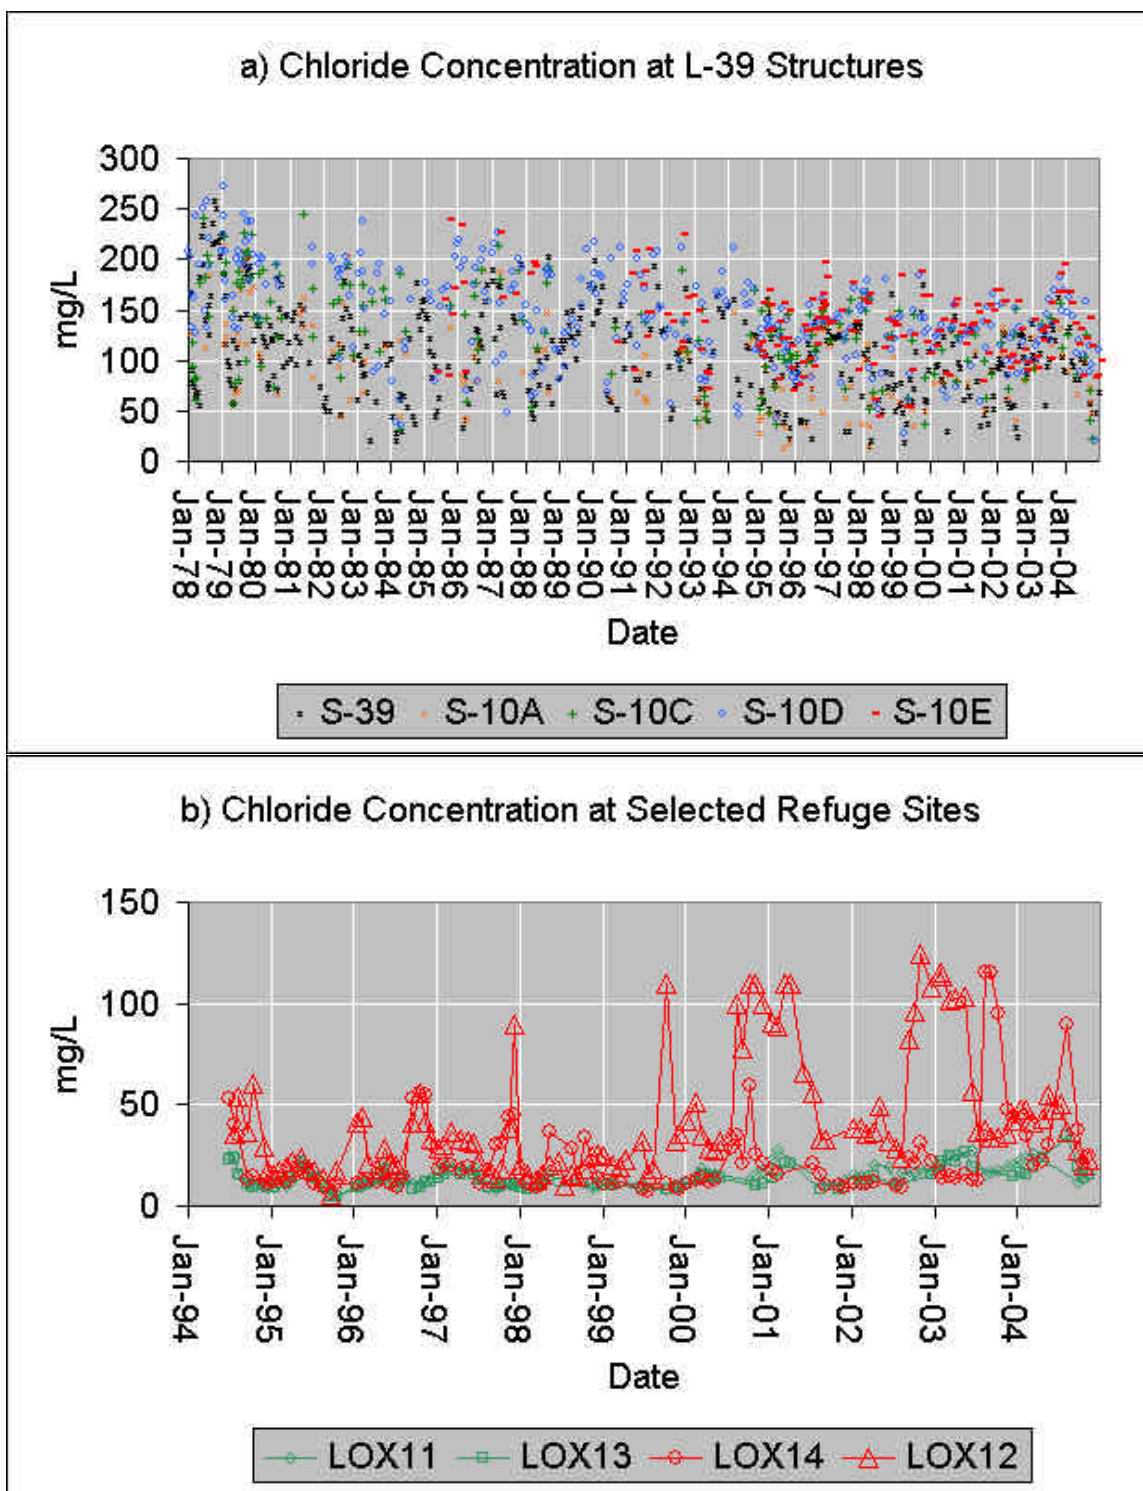 a) Chloride Concentration at L-39 Structures
300
250
200
150
100
50
0
mg/L
Jan-78
Jan-79
Jan-80
Jan-81
Jan-82
Jan-83
Jan-84
Jan-85
Jan-86
Jan-87
Jan-88
Jan-89
Jan-90
Jan-91
Jan-92
Jan-93
Jan-94
Jan-95
Jan-96
Jan-97
Jan-98
Jan-99
Jan-00
Jan-01
Jan-02
Jan-03
Jan-04
Date
S-39 S-10A S-10C S-10D S-10E
b) Chloride Concentration at Selected Refuge Sites
150
100
50
0
mg/L
Jan-94
Jan-95
Jan-96
Jan-97
Jan-98
Jan-99
Jan-00
Jan-01
Jan-02
Jan-03
Jan-04
Date
LOX11 LOX13 LOX14 LOX12